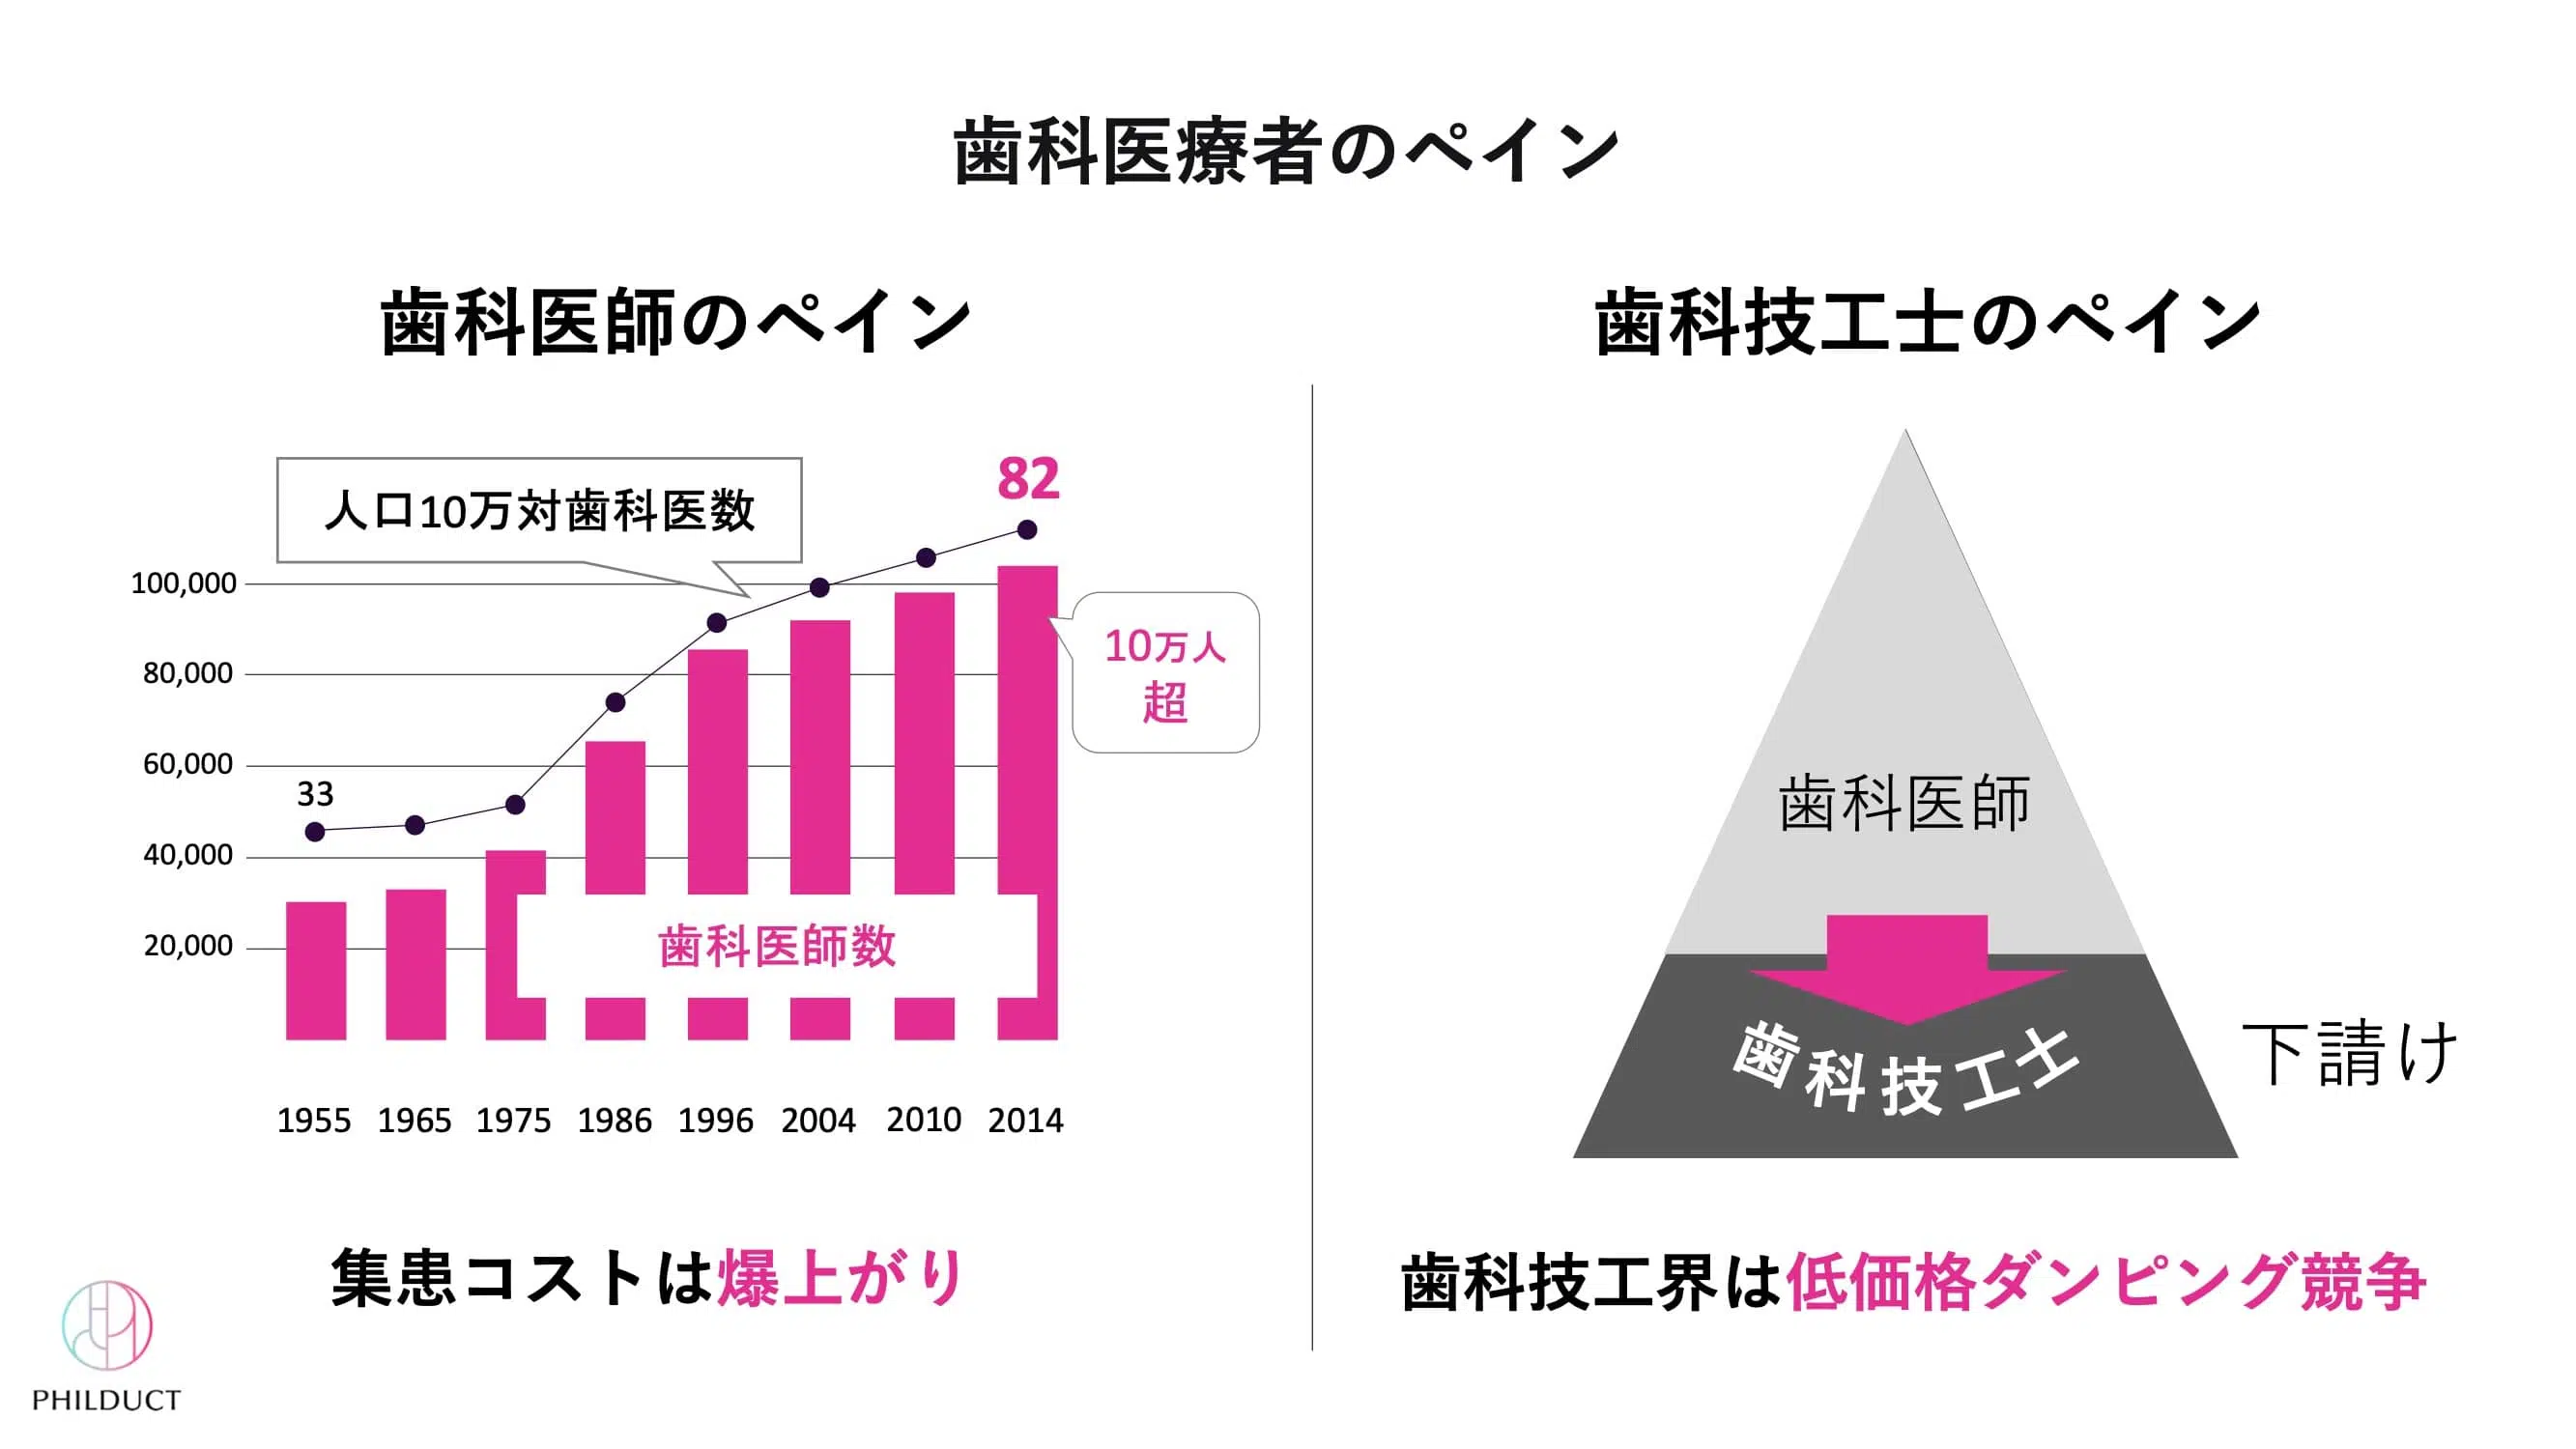 歯科医療者のペイン
歯科医師のペイン
人口10万対歯科医数
82
100,000
80,000
60,000
40,000
20,000
33
10万人
超
歯科医師数
1955 1965 1975 1986 1996 2004 2010 2014
集患コストは爆上がり
歯科技工士のペイン
歯科医師
歯科技工士
下請け
歯科技工界は低価格ダンピング競争
PHILDUCT